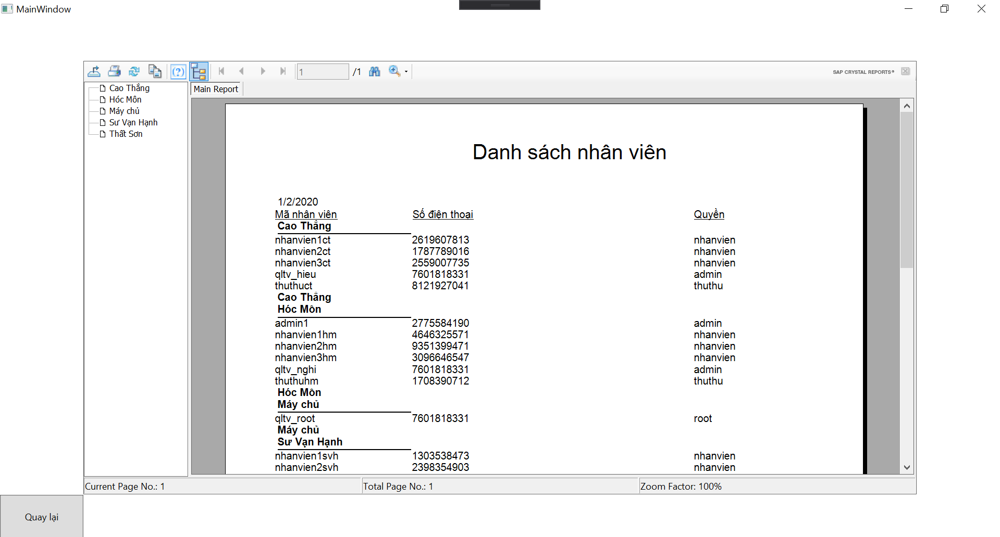 MainWindow
1 /1
SAP CRYSTAL REPORTS®
Cao Thắng
Hóc Môn
Máy chủ
Sư Vạn Hạnh
Thất Sơn
Main Report
Danh sách nhân viên
1/2/2020
Mã nhân viên Số điện thoại Quyền
Cao Thắng
nhanvien1ct 2619607813 nhanvien
nhanvien2ct 1787789016 nhanvien
nhanvien3ct 2559007735 nhanvien
qltv_hieu 7601818331 admin
thuthuct 8121927041 thuthu
Cao Thắng
Hóc Môn
admin1 2775584190 admin
nhanvien1hm 4646325571 nhanvien
nhanvien2hm 9351399471 nhanvien
nhanvien3hm 3096646547 nhanvien
qltv_nghi 7601818331 admin
thuthuhm 1708390712 thuthu
Hóc Môn
Máy chủ
qltv_root 7601818331 root
Máy chủ
Sư Vạn Hạnh
nhanvien1svh 1303538473 nhanvien
nhanvien2svh 2398354903 nhanvien
Current Page No.: 1 Total Page No.: 1 Zoom Factor: 100%
Quay lại